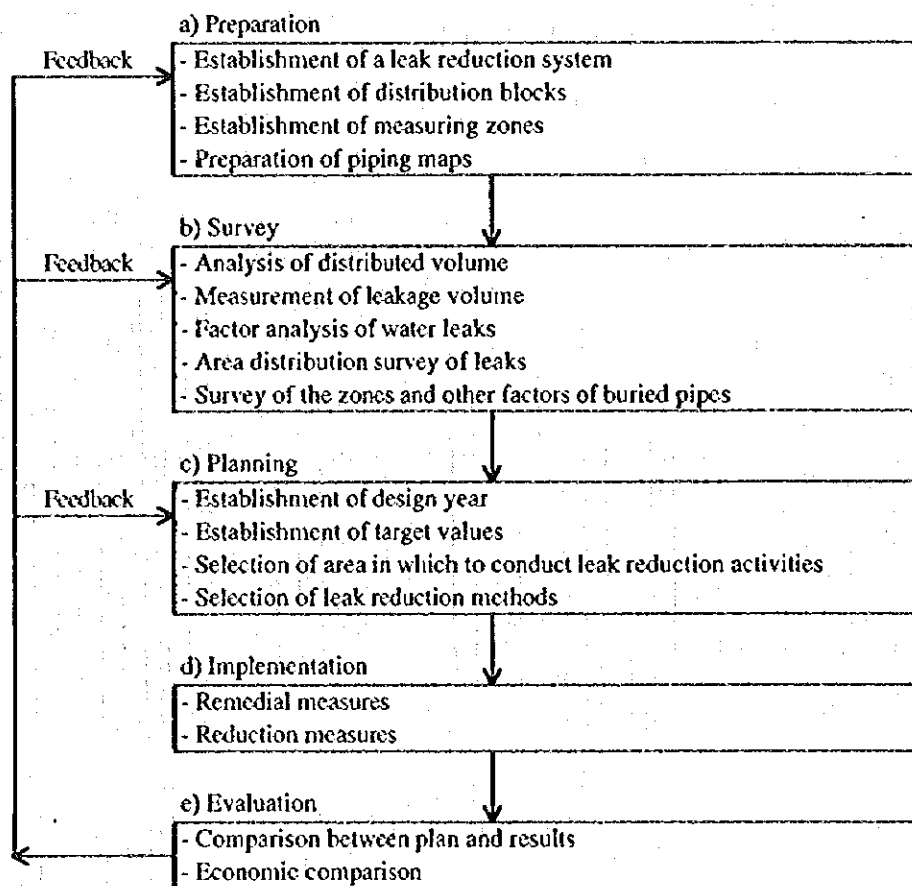 a) Preparation
Feedback
- Establishment of a leak reduction system
- Establishment of distribution blocks
- Establishment of measuring zones
- Preparation of piping maps
b) Survey
Feedback
- Analysis of distributed volume
- Measurement of leakage volume
- Factor analysis of water leaks
- Area distribution survey of leaks
- Survey of the zones and other factors of buried pipes
c) Planning
Feedback
- Establishment of design year
- Establishment of target values
- Selection of area in which to conduct leak reduction activities
- Selection of leak reduction methods
d) Implementation
- Remedial measures
- Reduction measures
e) Evaluation
- Comparison between plan and results
- Economic comparison